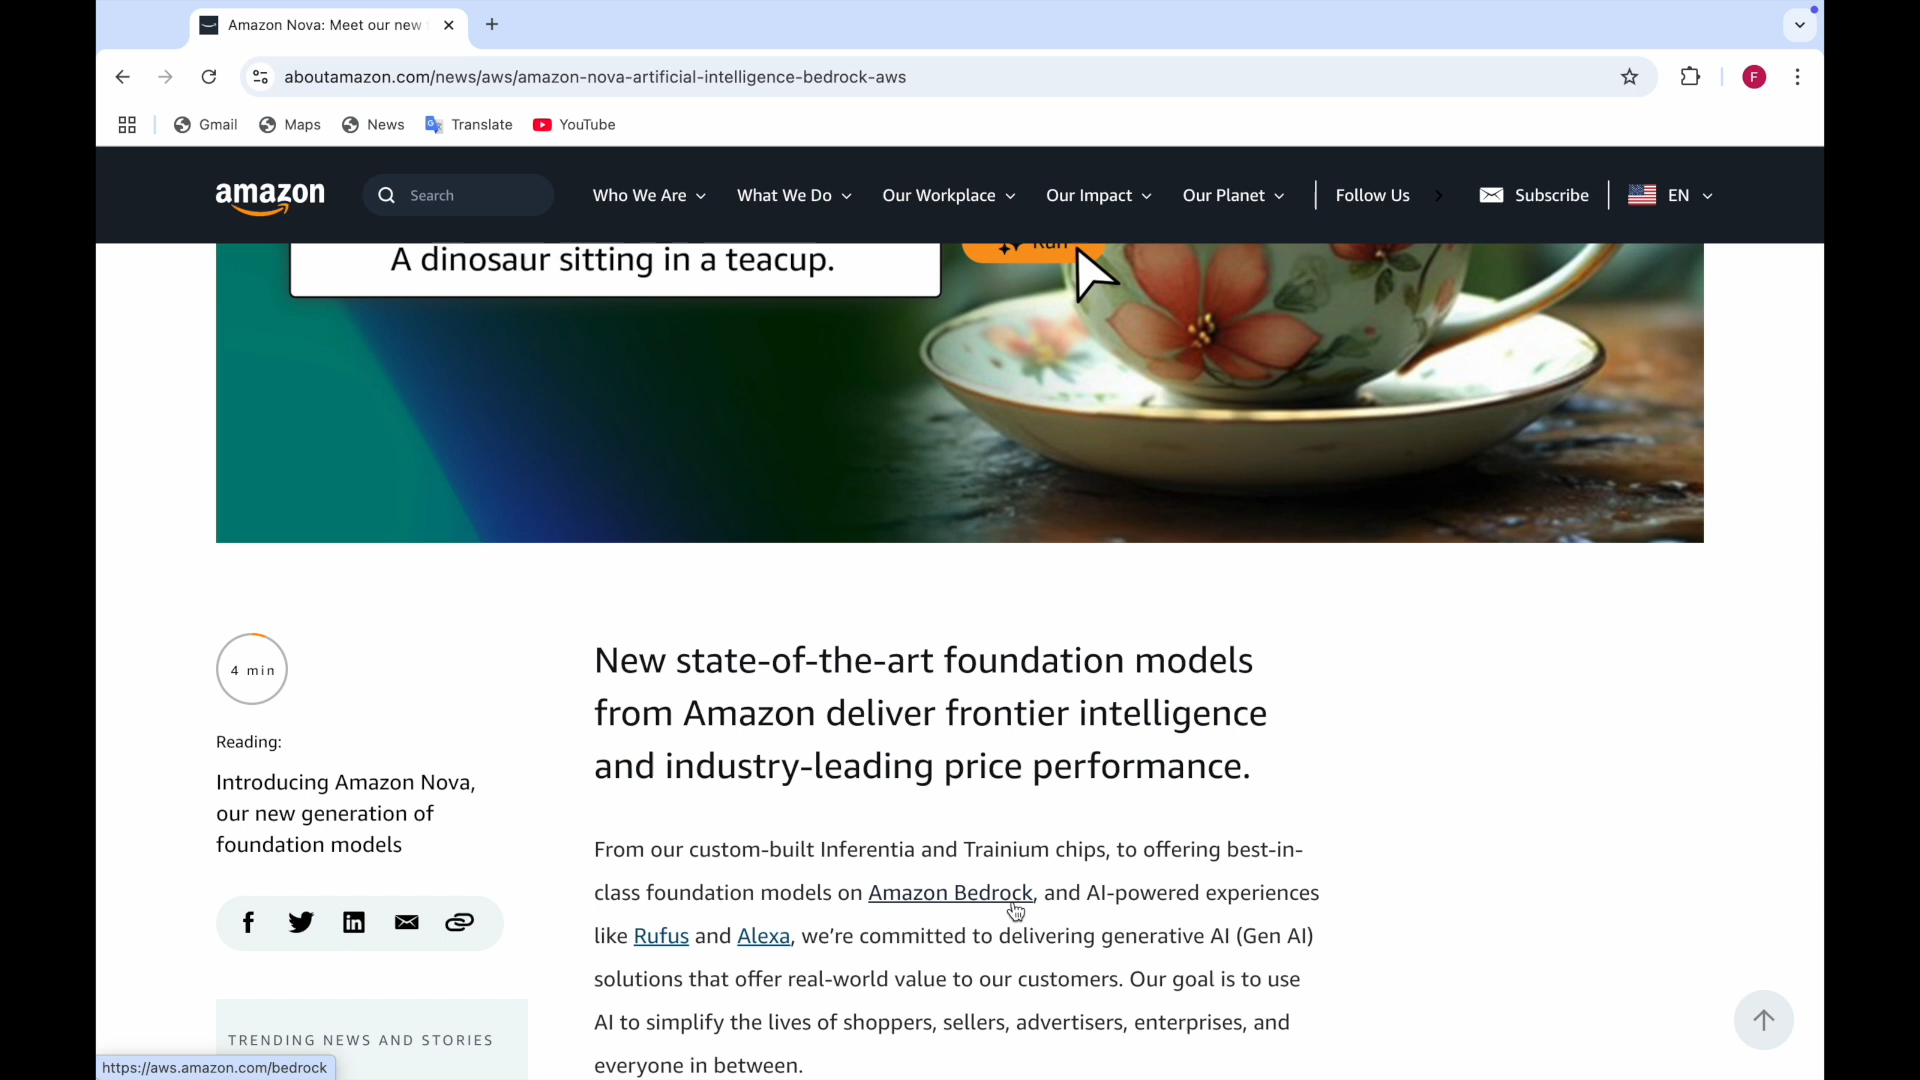 Amazon Nova: Meet our new
aboutamazon.com/news/aws/amazon-nova-artificial-intelligence-bedrock-aws
F
Gmail
Maps
News
Translate
YouTube
amazon
Search
Who We Are
What We Do
Our Workplace
Our Impact
Our Planet
Follow Us
Subscribe
EN
A dinosaur sitting in a teacup.
Run
4 min
Reading:
Introducing Amazon Nova,
our new generation of
foundation models
TRENDING NEWS AND STORIES
New state-of-the-art foundation models
from Amazon deliver frontier intelligence
and industry-leading price performance.
From our custom-built Inferentia and Trainium chips, to offering best-in-
class foundation models on Amazon Bedrock, and AI-powered experiences
like Rufus and Alexa, we’re committed to delivering generative AI (Gen AI)
solutions that offer real-world value to our customers. Our goal is to use
AI to simplify the lives of shoppers, sellers, advertisers, enterprises, and
everyone in between.
https://aws.amazon.com/bedrock